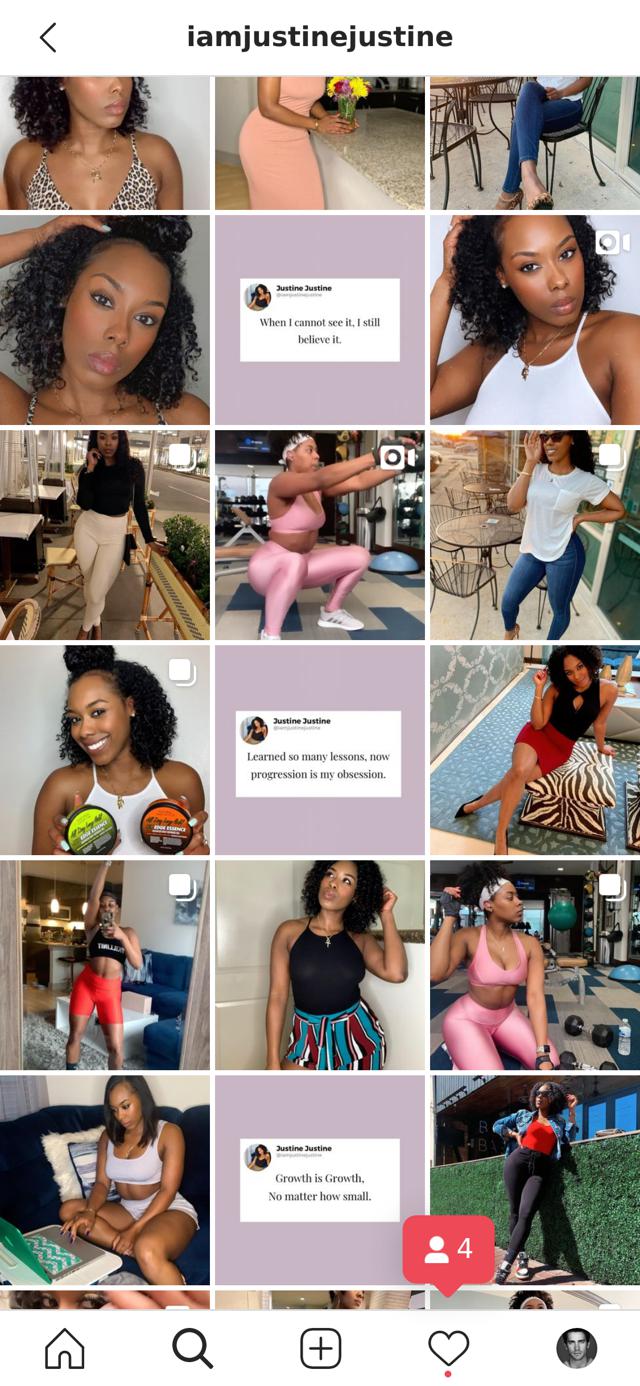 iamjustinejustine
Justine Justine
@iamjustinejustine
When I cannot see it, I still
believe it.
EDGE ESSENCE
EDGE ESSENCE
Justine Justine
@iamjustinejustine
Learned so many lessons, now
progression is my obsession.
Justine Justine
@iamjustinejustine
Growth is Growth,
No matter how small.
4